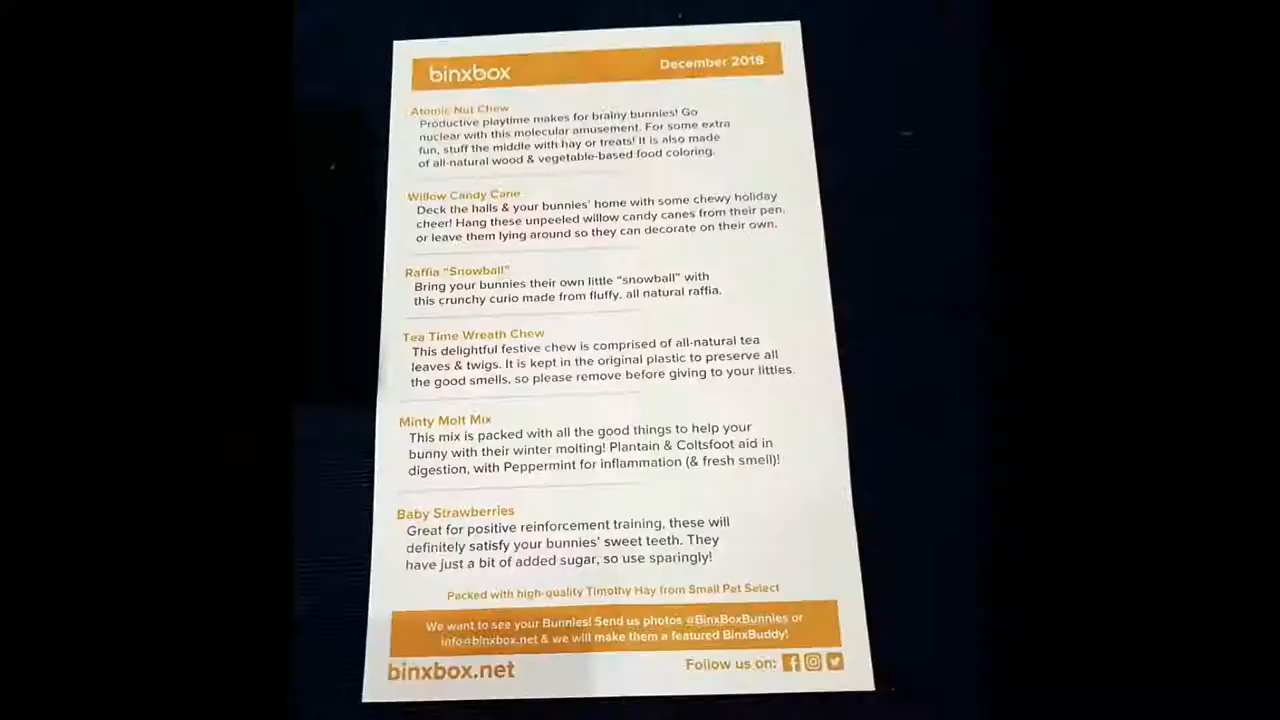 binxbox
December 2018
Atomic Nut Chew
Productive playtime makes for brainy bunnies! Go
nuclear with this molecular amusement. For some extra
fun, stuff the middle with hay or treats! It is also made
of all-natural wood & vegetable-based food coloring.
Willow Candy Cane
Deck the halls & your bunnies' home with some chewy holiday
cheer! Hang these unpeeled willow candy canes from their pen,
or leave them lying around so they can decorate on their own.
Raffia "Snowball"
Bring your bunnies their own little "snowball" with
this crunchy curio made from fluffy, all natural raffia.
Tea Time Wreath Chew
This delightful festive chew is comprised of all-natural tea
leaves & twigs. It is kept in the original plastic to preserve all
the good smells, so please remove before giving to your littles.
Minty Molt Mix
This mix is packed with all the good things to help your
bunny with their winter molting! Plantain & Coltsfoot aid in
digestion, with Peppermint for inflammation (& fresh smell)!
Baby Strawberries
Great for positive reinforcement training, these will
definitely satisfy your bunnies' sweet teeth. They
have just a bit of added sugar, so use sparingly!
Packed with high-quality Timothy Hay from Small Pet Select
We want to see your Bunnies! Send us photos @BinxBoxBunnies or
info@binxbox.net & we will make them a featured BinxBuddy!
binxbox.net
Follow us on: